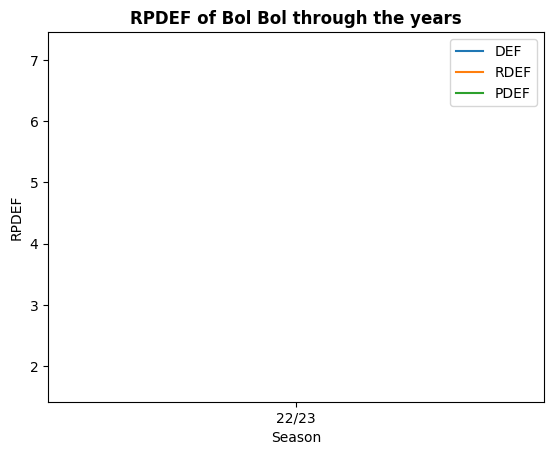 RPDEF of Bol Bol through the years
DEF
RDEF
PDEF
7
6
5
4
3
2
RPDEF
22/23
Season